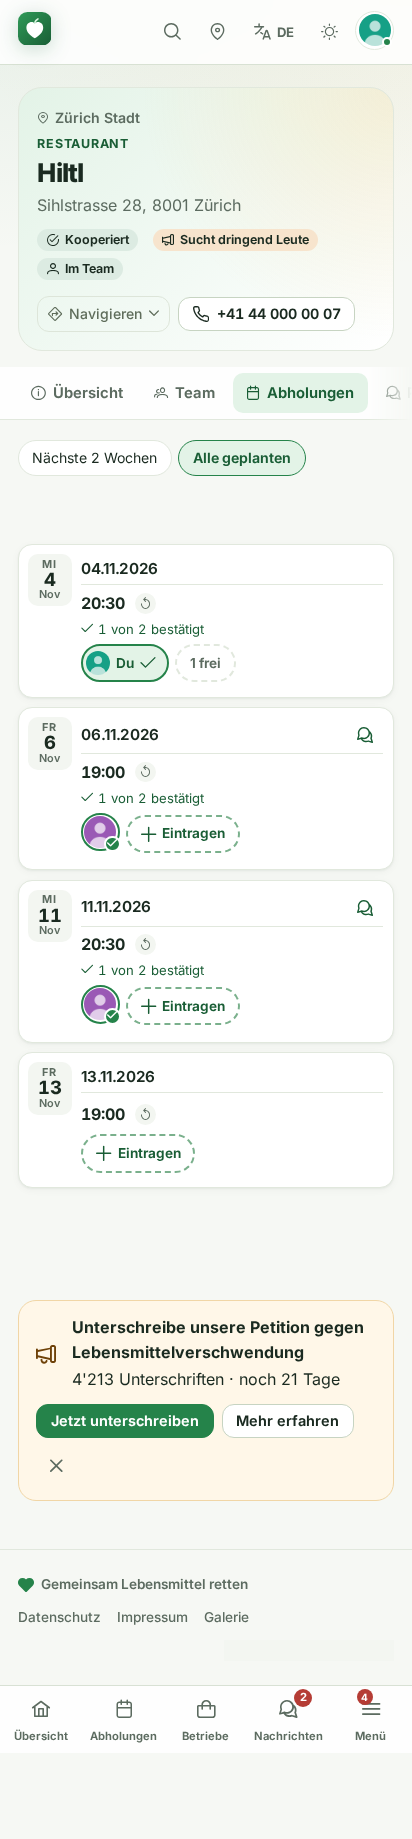 DE
Zürich Stadt
RESTAURANT
Hiltl
Sihlstrasse 28, 8001 Zürich
Kooperiert
Sucht dringend Leute
Im Team
Navigieren
+41 44 000 00 07
Übersicht
Team
Abholungen
Nächste 2 Wochen
Alle geplanten
MI
4
Nov
04.11.2026
20:30
1 von 2 bestätigt
Du
1 frei
FR
6
Nov
06.11.2026
19:00
1 von 2 bestätigt
Eintragen
MI
11
Nov
11.11.2026
20:30
1 von 2 bestätigt
Eintragen
FR
13
Nov
13.11.2026
19:00
Eintragen
Unterschreibe unsere Petition gegen
Lebensmittelverschwendung
4'213 Unterschriften · noch 21 Tage
Jetzt unterschreiben
Mehr erfahren
Gemeinsam Lebensmittel retten
Datenschutz Impressum Galerie
2
4
Übersicht
Abholungen
Betriebe
Nachrichten
Menü